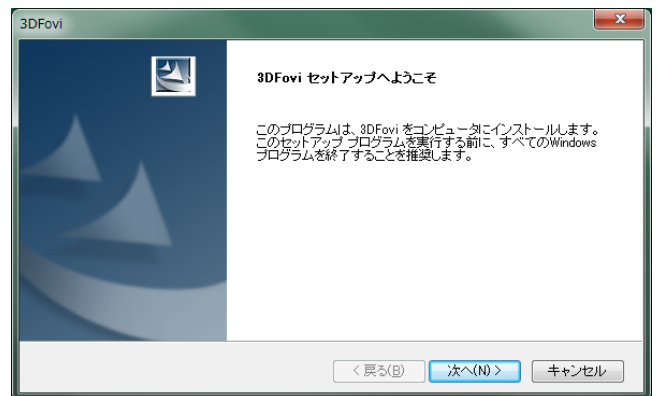 3DFovi
3DFovi セットアップへようこそ
このプログラムは、3DFovi をコンピュータにインストールします。
このセットアップ プログラムを実行する前に、すべてのWindows
プログラムを終了することを推奨します。
< 戻る(B)
次へ(N) >
キャンセル